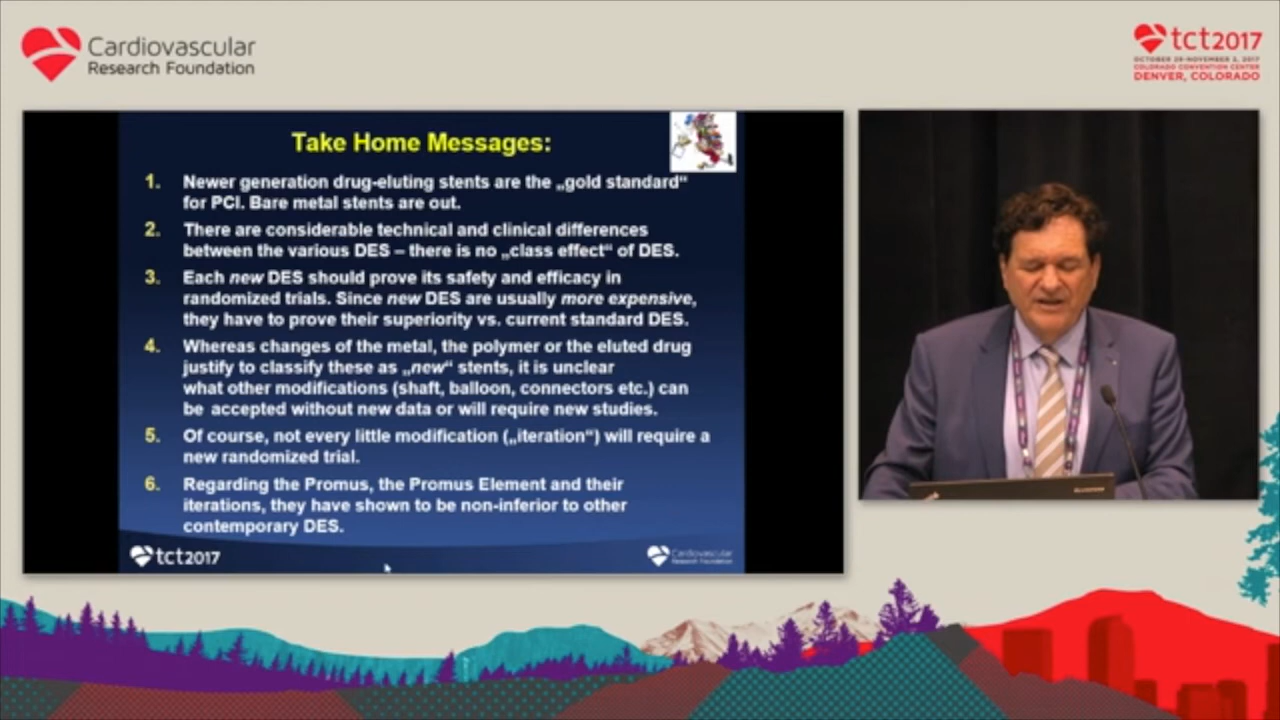 Cardiovascular
Research Foundation
tct2017
OCTOBER 29-NOVEMBER 2, 2017
COLORADO CONVENTION CENTER
DENVER, COLORADO
Take Home Messages:
1. Newer generation drug-eluting stents are the „gold standard“
for PCI. Bare metal stents are out.
2. There are considerable technical and clinical differences
between the various DES – there is no „class effect“ of DES.
3. Each new DES should prove its safety and efficacy in
randomized trials. Since new DES are usually more expensive,
they have to prove their superiority vs. current standard DES.
4. Whereas changes of the metal, the polymer or the eluted drug
justify to classify these as „new“ stents, it is unclear
what other modifications (shaft, balloon, connectors etc.) can
be accepted without new data or will require new studies.
5. Of course, not every little modification („iteration“) will require a
new randomized trial.
6. Regarding the Promus, the Promus Element and their
iterations, they have shown to be non-inferior to other
contemporary DES.
tct2017
Cardiovascular
Research Foundation